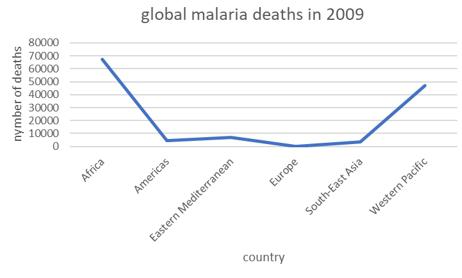 global malaria deaths in 2009
nymber of deaths
80000
70000
60000
50000
40000
30000
20000
10000
0
Africa
Americas
Eastern Mediterranean
Europe
South-East Asia
Western Pacific
country